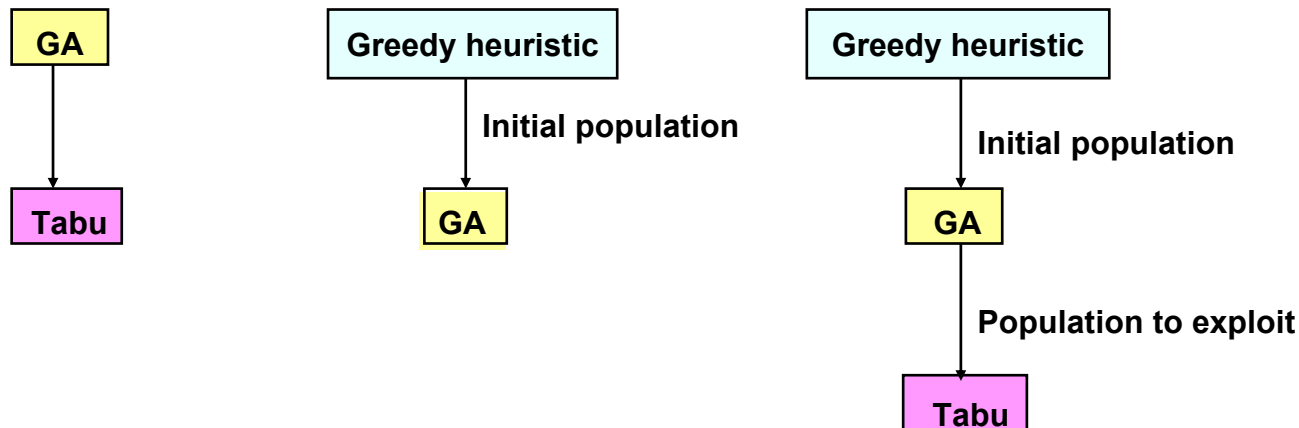 GA
Tabu
Greedy heuristic
Initial population
GA
Greedy heuristic
Initial population
GA
Population to exploit
Tabu